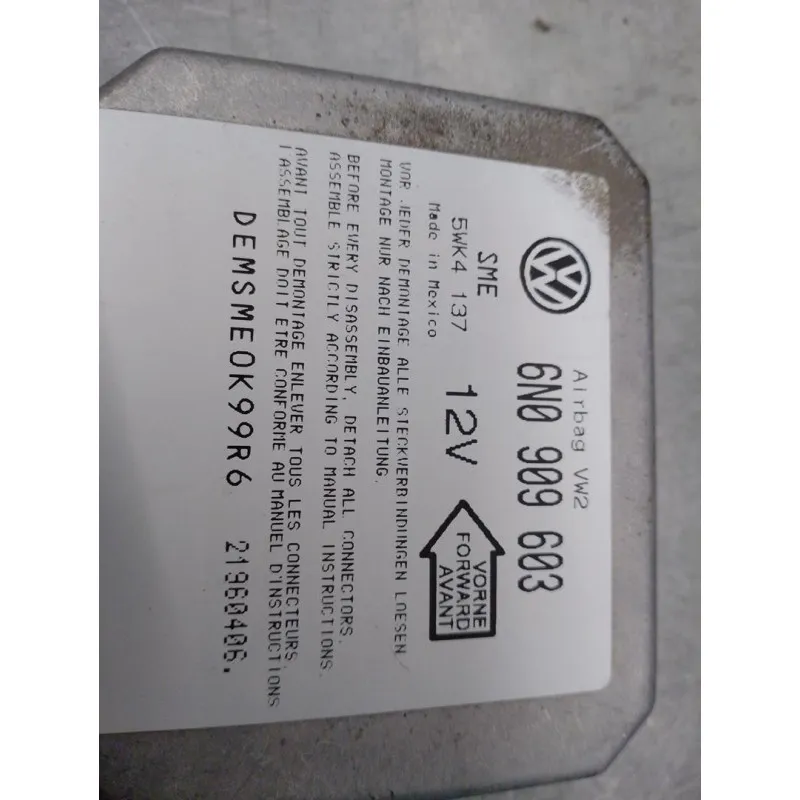 VW
Airbag VW2
6N0 909 603
SME
5WK4 137
Made in Mexico
12V
VORNE
FORWARD
AVANT
VOR JEDER DEMONTAGE ALLE STECKVERBINDUNGEN LOESEN/
MONTAGE NUR NACH EINBAUANLEITUNG.
BEFORE EVERY DISASSEMBLY, DETACH ALL CONNECTORS.
ASSEMBLE STRICTLY ACCORDING TO MANUAL INSTRUCTIONS.
AVANT TOUT DEMONTAGE ENLEVER TOUS LES CONNECTEURS
l ASSEMBLAGE DOIT ETRE CONFORME AU MANUEL D'INSTRUCTIONS
DEMSMEOK99R6 21960406.